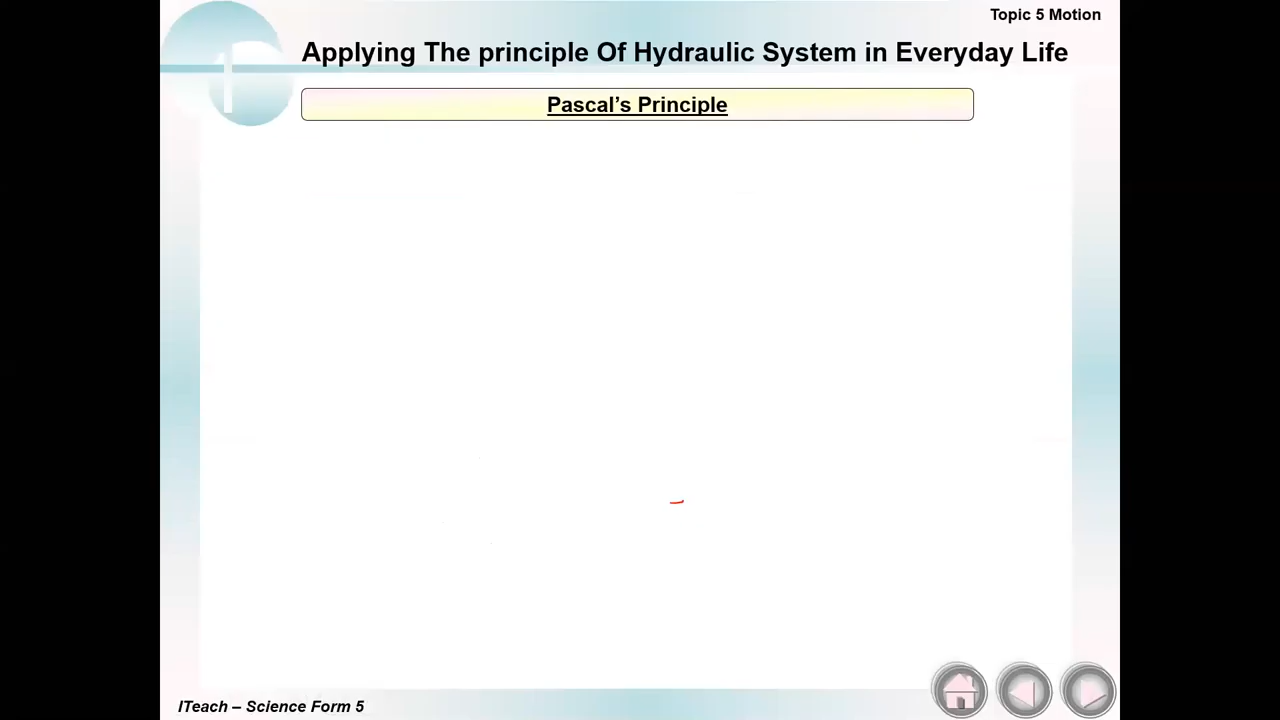 Topic 5 Motion
Applying The principle Of Hydraulic System in Everyday Life
Pascal's Principle
ITeach – Science Form 5